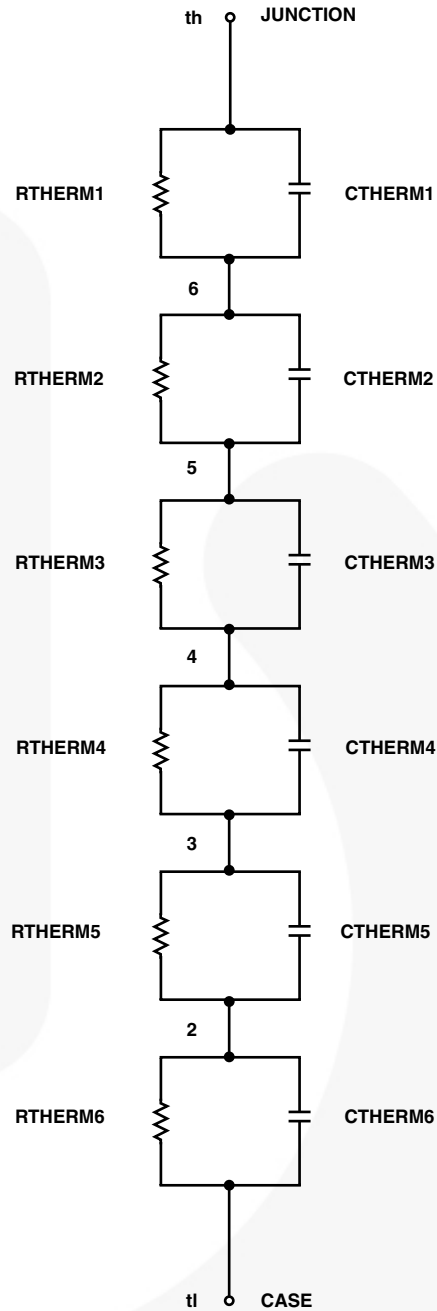 th JUNCTION
RTHERM1 CTHERM1
6
RTHERM2 CTHERM2
5
RTHERM3 CTHERM3
4
RTHERM4 CTHERM4
3
RTHERM5 CTHERM5
2
RTHERM6 CTHERM6
tl CASE